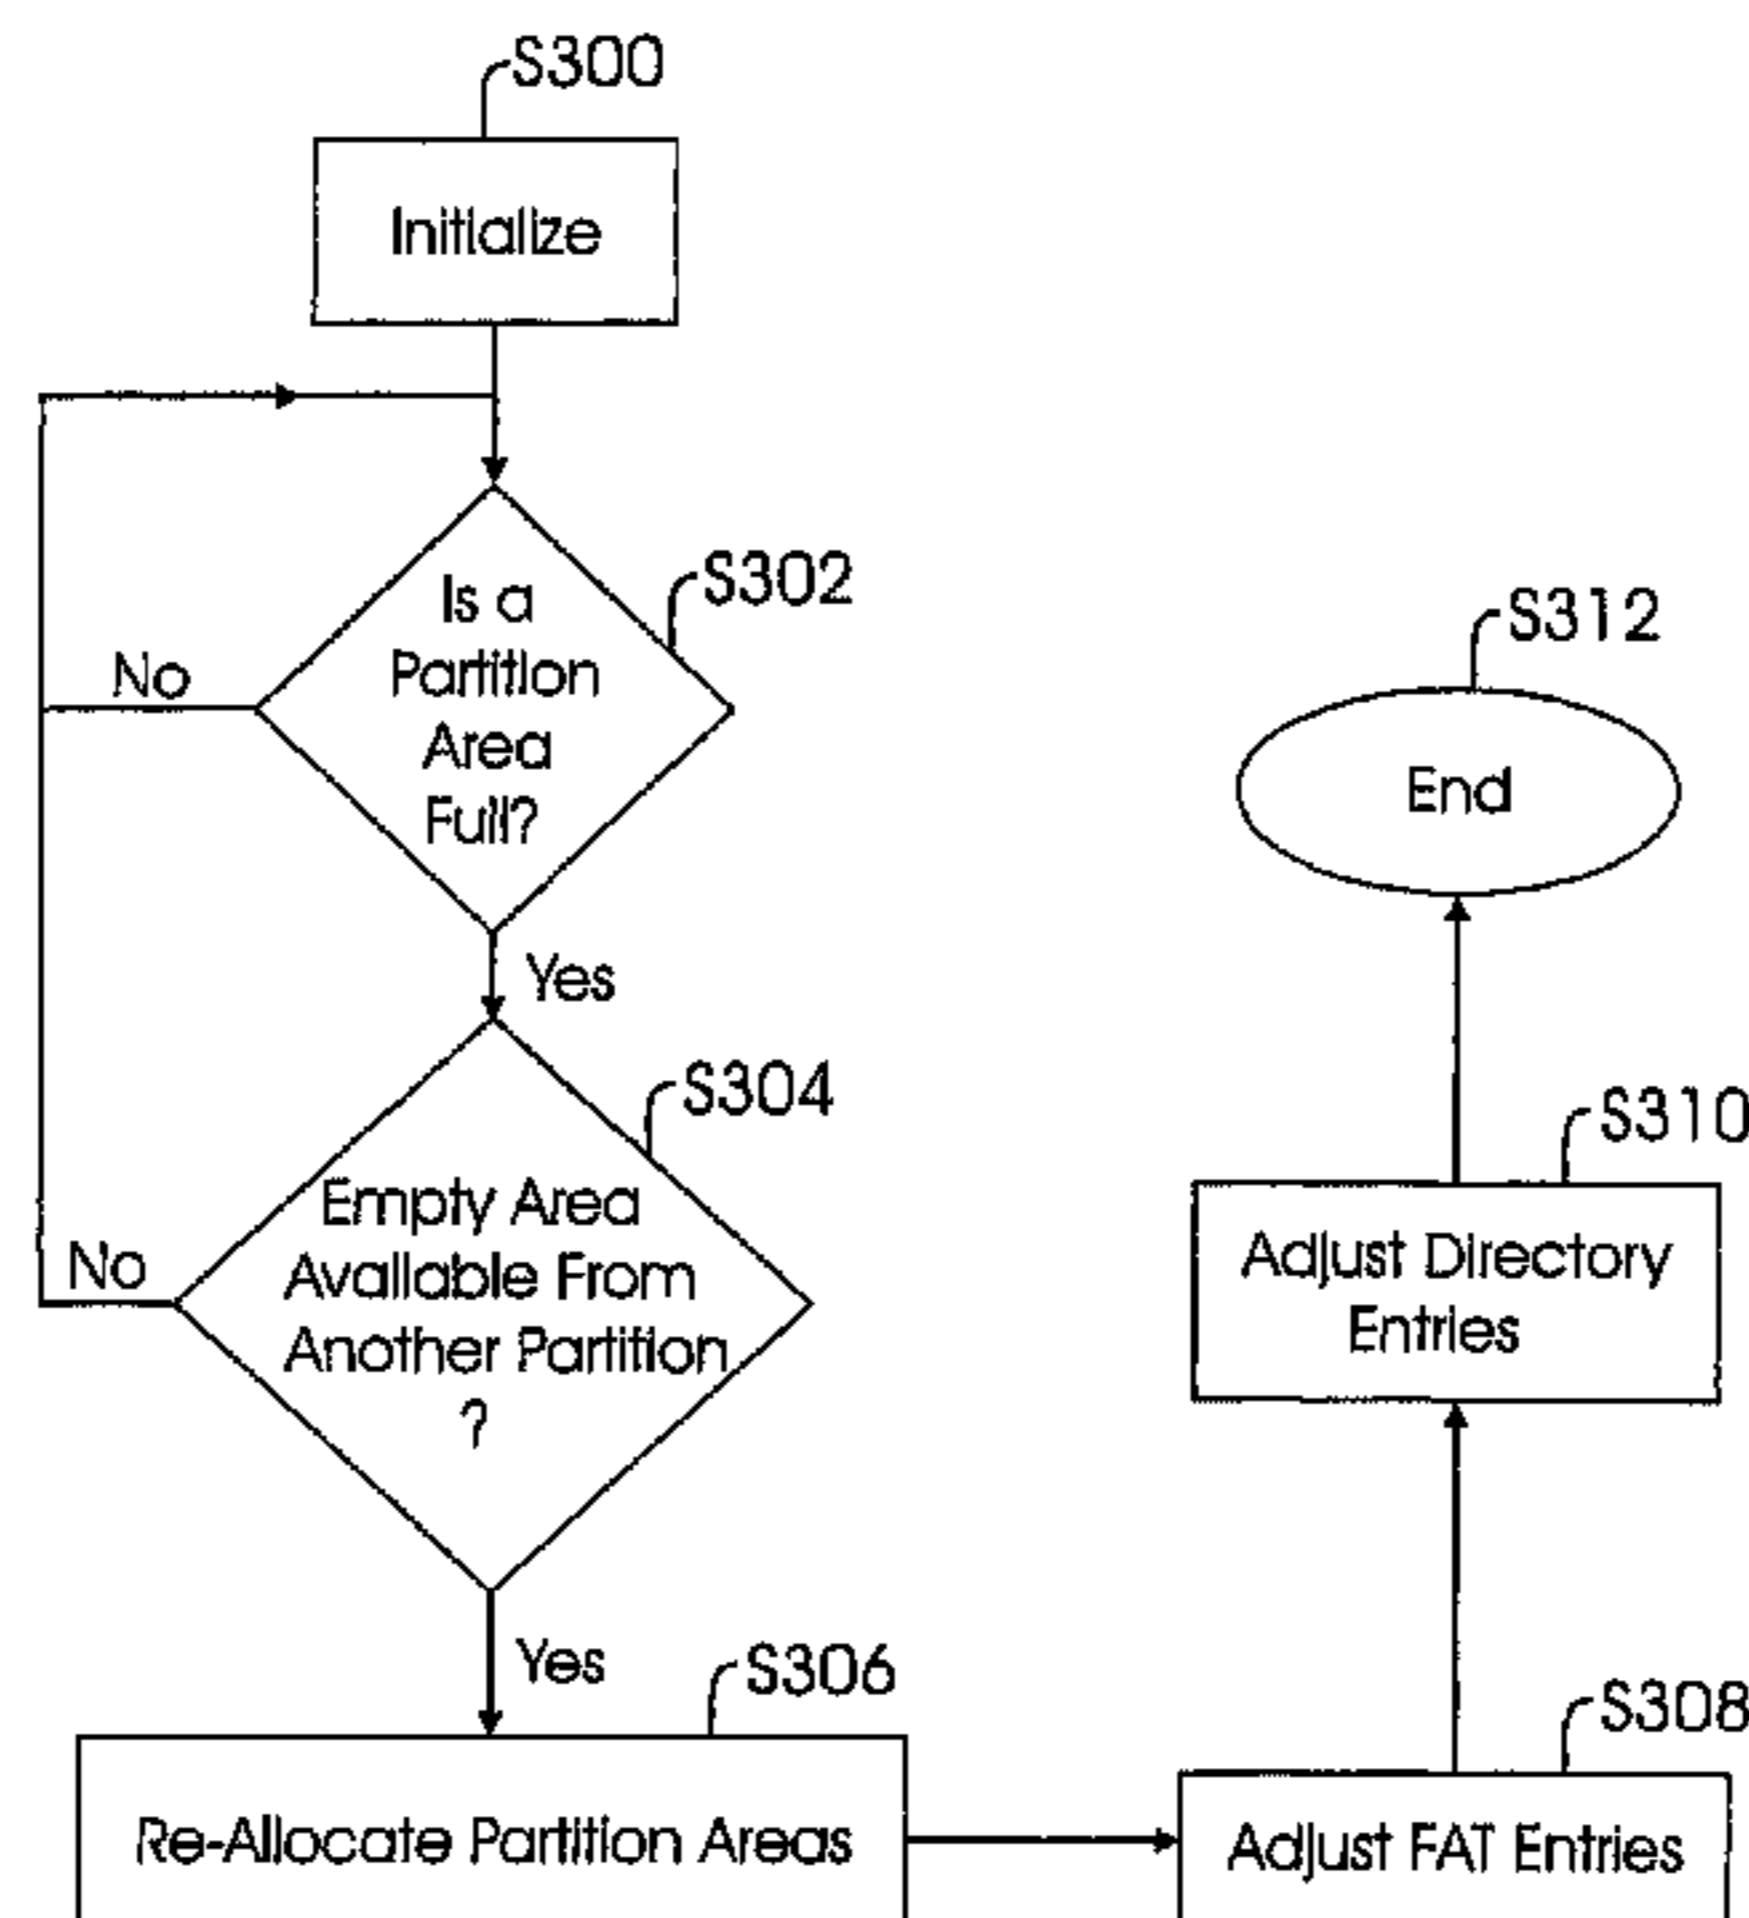 S300
Initialize
S302
Is a
Partition
Area
Full?
No
Yes
S304
Empty Area
Available From
Another Partition
?
No
Yes
S306
Re-Allocate Partition Areas
S308
Adjust FAT Entries
S310
Adjust Directory
Entries
S312
End